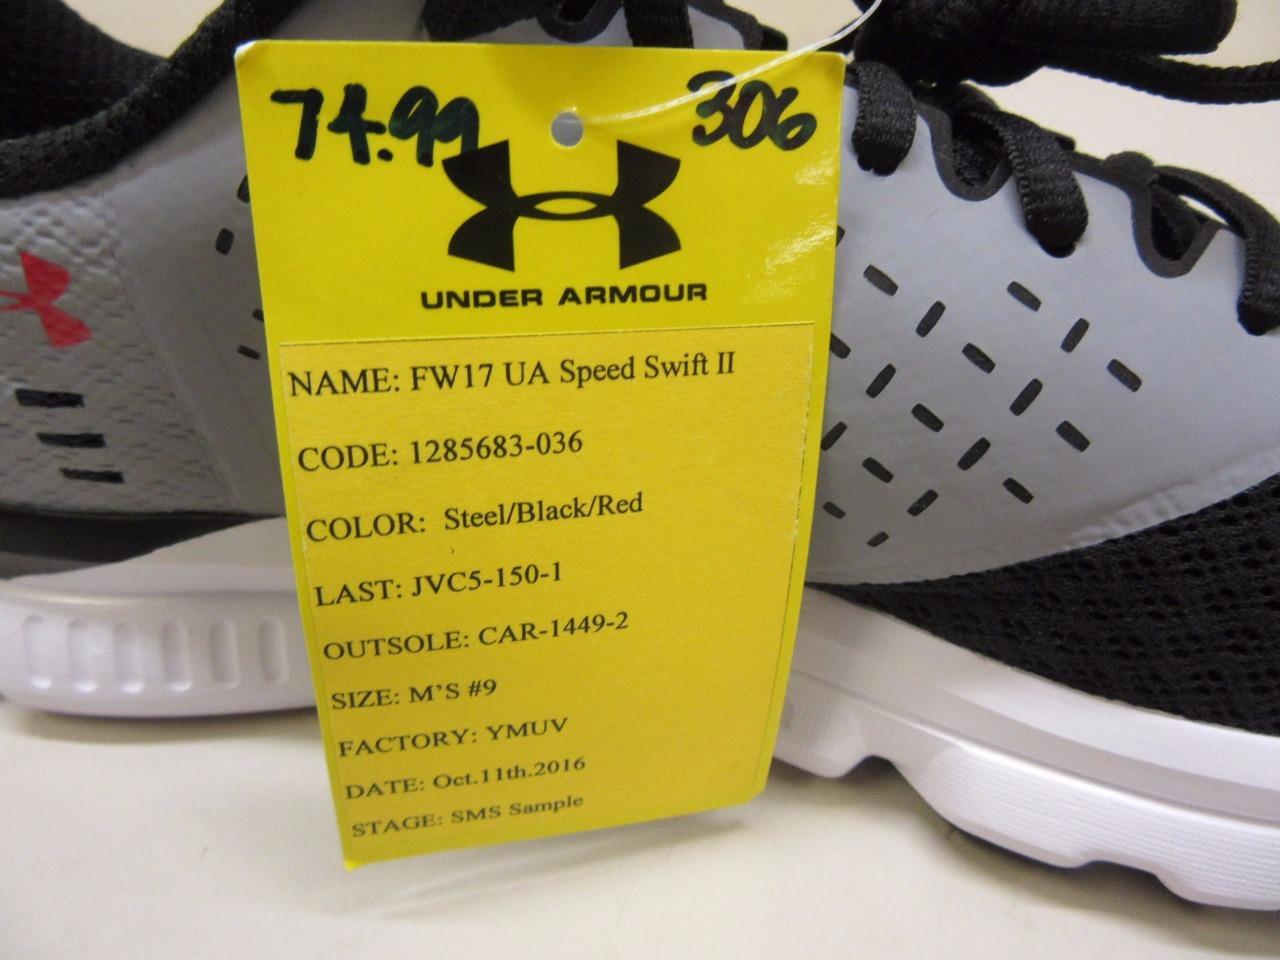 74.99 306
UNDER ARMOUR
NAME: FW17 UA Speed Swift II
CODE: 1285683-036
COLOR: Steel/Black/Red
LAST: JVC5-150-1
OUTSOLE: CAR-1449-2
SIZE: M'S #9
FACTORY: YMUV
DATE: Oct.11th.2016
STAGE: SMS Sample